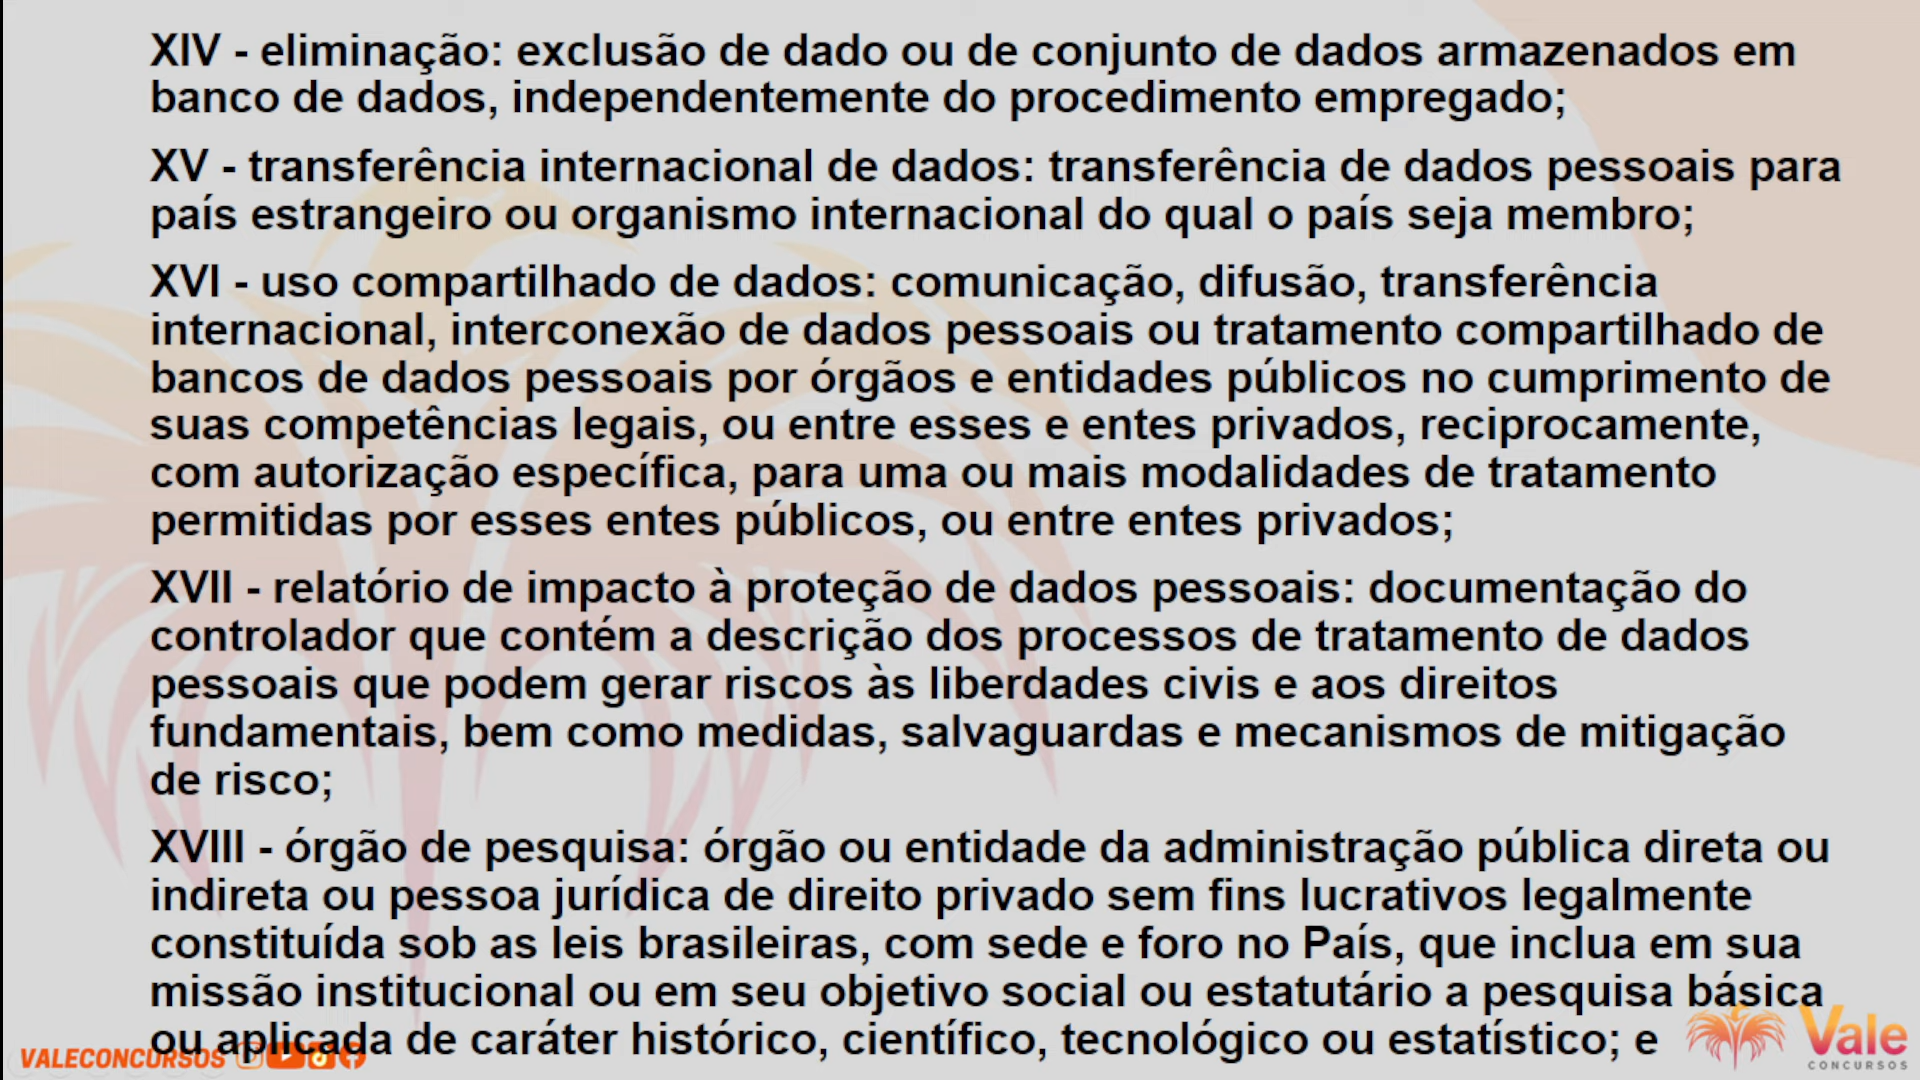 XIV - eliminação: exclusão de dado ou de conjunto de dados armazenados em
banco de dados, independentemente do procedimento empregado;
XV - transferência internacional de dados: transferência de dados pessoais para
país estrangeiro ou organismo internacional do qual o país seja membro;
XVI - uso compartilhado de dados: comunicação, difusão, transferência
internacional, interconexão de dados pessoais ou tratamento compartilhado de
bancos de dados pessoais por órgãos e entidades públicos no cumprimento de
suas competências legais, ou entre esses e entes privados, reciprocamente,
com autorização específica, para uma ou mais modalidades de tratamento
permitidas por esses entes públicos, ou entre entes privados;
XVII - relatório de impacto à proteção de dados pessoais: documentação do
controlador que contém a descrição dos processos de tratamento de dados
pessoais que podem gerar riscos às liberdades civis e aos direitos
fundamentais, bem como medidas, salvaguardas e mecanismos de mitigação
de risco;
XVIII - órgão de pesquisa: órgão ou entidade da administração pública direta ou
indireta ou pessoa jurídica de direito privado sem fins lucrativos legalmente
constituída sob as leis brasileiras, com sede e foro no País, que inclua em sua
missão institucional ou em seu objetivo social ou estatutário a pesquisa básica
ou aplicada de caráter histórico, científico, tecnológico ou estatístico; e
VALECONCURSOS
Vale
CONCURSOS